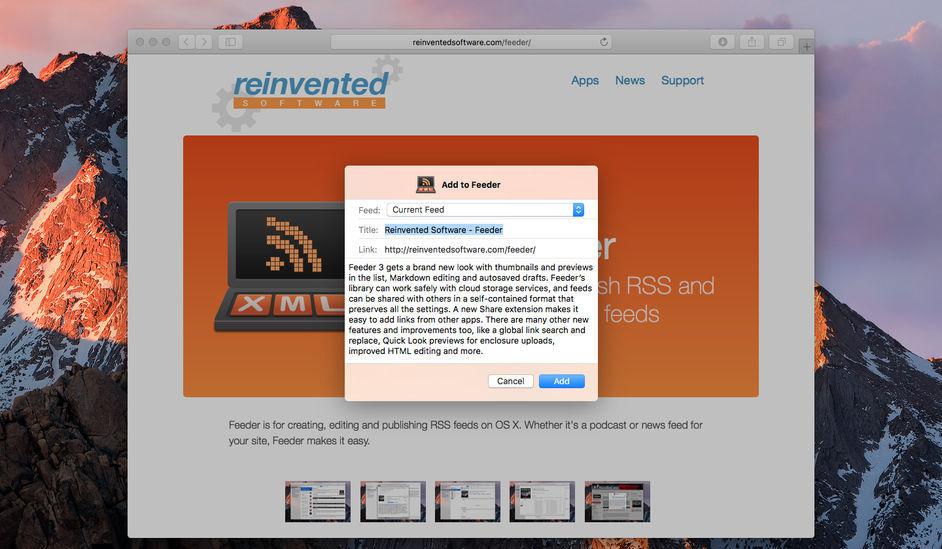 reinventedsoftware.com/feeder/
reinvented
SOFTWARE
Apps News Support
Add to Feeder
Feed: Current Feed
Title: Reinvented Software - Feeder
Link: http://reinventedsoftware.com/feeder/
Feeder 3 gets a brand new look with thumbnails and previews
in the list, Markdown editing and autosaved drafts. Feeder's
library can work safely with cloud storage services, and feeds
can be shared with others in a self-contained format that
preserves all the settings. A new Share extension makes it
easy to add links from other apps. There are many other new
features and improvements too, like a global link search and
replace, Quick Look previews for enclosure uploads,
improved HTML editing and more.
Cancel Add
XML
er
sh RSS and
feeds
Feeder is for creating, editing and publishing RSS feeds on OS X. Whether it's a podcast or news feed for
your site, Feeder makes it easy.